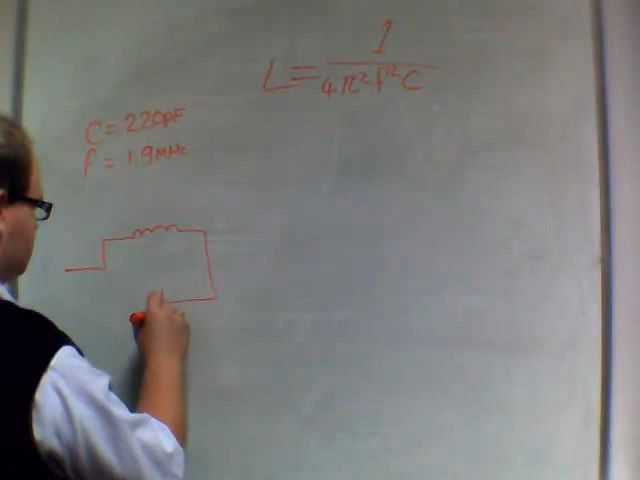 L = 1 / 4π²f²C
C = 220pF
f = 1.9MHz